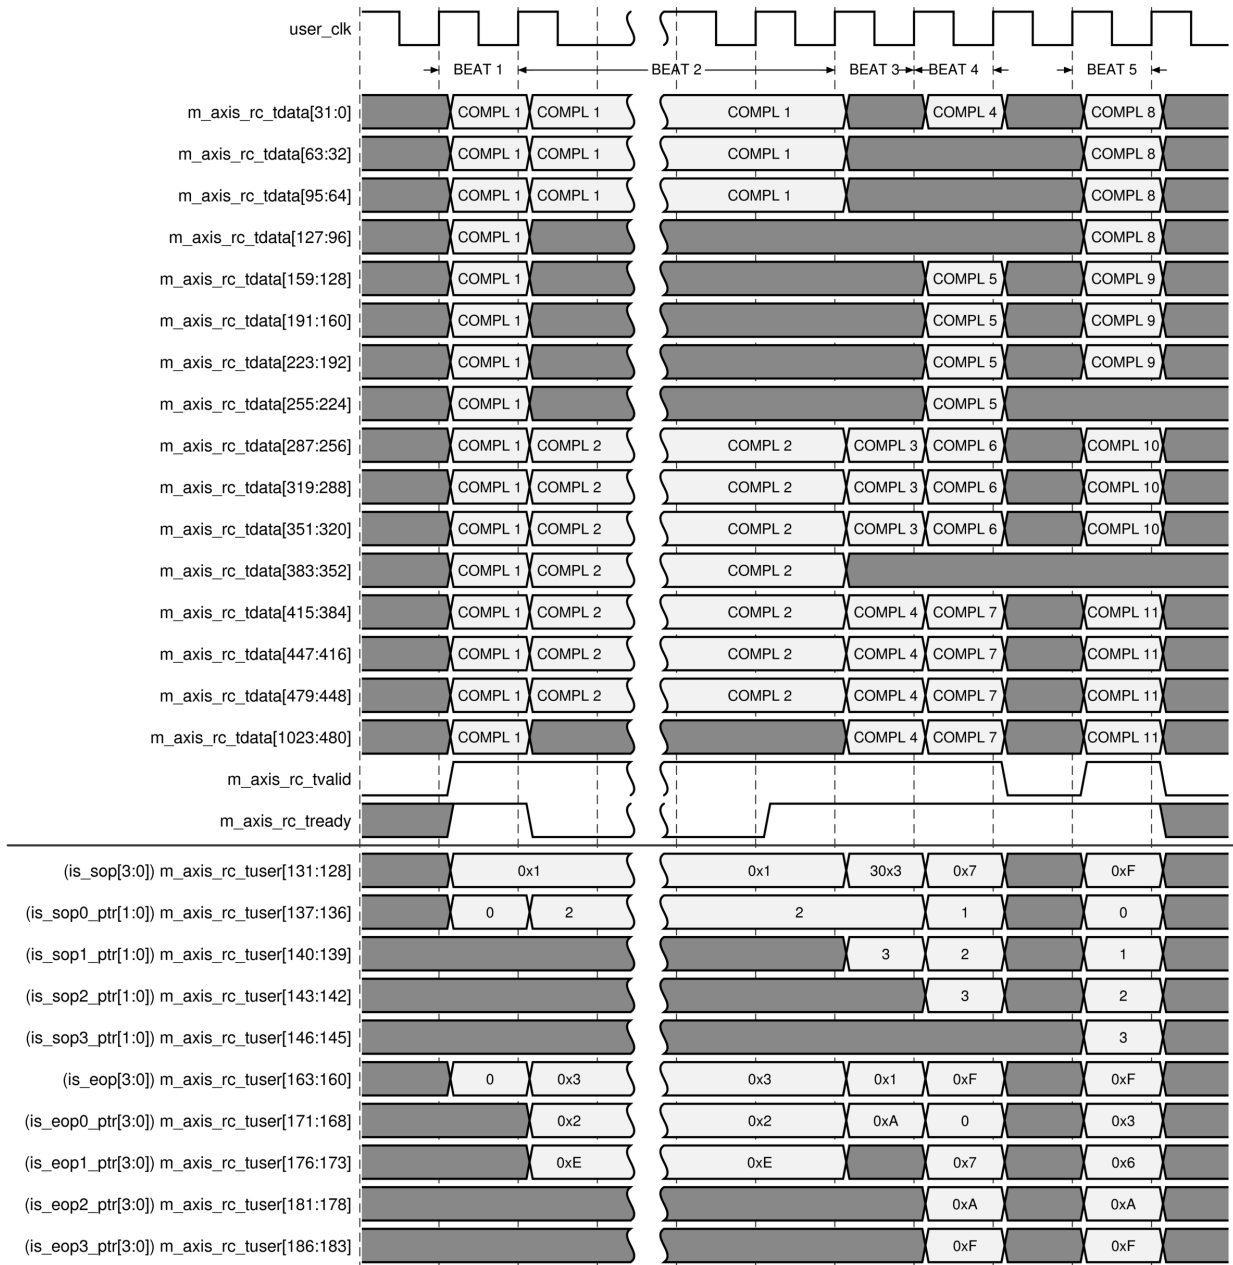 user_clk
BEAT 1 BEAT 2 BEAT 3 BEAT 4 BEAT 5
m_axis_rc_tdata[31:0] COMPL 1 COMPL 1 COMPL 1 COMPL 4 COMPL 8
m_axis_rc_tdata[63:32] COMPL 1 COMPL 1 COMPL 1 COMPL 8
m_axis_rc_tdata[95:64] COMPL 1 COMPL 1 COMPL 1 COMPL 8
m_axis_rc_tdata[127:96] COMPL 1 COMPL 8
m_axis_rc_tdata[159:128] COMPL 1 COMPL 5 COMPL 9
m_axis_rc_tdata[191:160] COMPL 1 COMPL 5 COMPL 9
m_axis_rc_tdata[223:192] COMPL 1 COMPL 5 COMPL 9
m_axis_rc_tdata[255:224] COMPL 1 COMPL 5
m_axis_rc_tdata[287:256] COMPL 1 COMPL 2 COMPL 2 COMPL 3 COMPL 6 COMPL 10
m_axis_rc_tdata[319:288] COMPL 1 COMPL 2 COMPL 2 COMPL 3 COMPL 6 COMPL 10
m_axis_rc_tdata[351:320] COMPL 1 COMPL 2 COMPL 2 COMPL 3 COMPL 6 COMPL 10
m_axis_rc_tdata[383:352] COMPL 1 COMPL 2 COMPL 2
m_axis_rc_tdata[415:384] COMPL 1 COMPL 2 COMPL 2 COMPL 4 COMPL 7 COMPL 11
m_axis_rc_tdata[447:416] COMPL 1 COMPL 2 COMPL 2 COMPL 4 COMPL 7 COMPL 11
m_axis_rc_tdata[479:448] COMPL 1 COMPL 2 COMPL 2 COMPL 4 COMPL 7 COMPL 11
m_axis_rc_tdata[1023:480] COMPL 1 COMPL 4 COMPL 7 COMPL 11
m_axis_rc_tvalid
m_axis_rc_tready
(is_sop[3:0]) m_axis_rc_tuser[131:128] 0x1 0x1 30x3 0x7 0xF
(is_sop0_ptr[1:0]) m_axis_rc_tuser[137:136] 0 2 2 1 0
(is_sop1_ptr[1:0]) m_axis_rc_tuser[140:139] 3 2 1
(is_sop2_ptr[1:0]) m_axis_rc_tuser[143:142] 3 2
(is_sop3_ptr[1:0]) m_axis_rc_tuser[146:145] 3
(is_eop[3:0]) m_axis_rc_tuser[163:160] 0 0x3 0x3 0x1 0xF 0xF
(is_eop0_ptr[3:0]) m_axis_rc_tuser[171:168] 0x2 0x2 0xA 0 0x3
(is_eop1_ptr[3:0]) m_axis_rc_tuser[176:173] 0xE 0xE 0x7 0x6
(is_eop2_ptr[3:0]) m_axis_rc_tuser[181:178] 0xA 0xA
(is_eop3_ptr[3:0]) m_axis_rc_tuser[186:183] 0xF 0xF